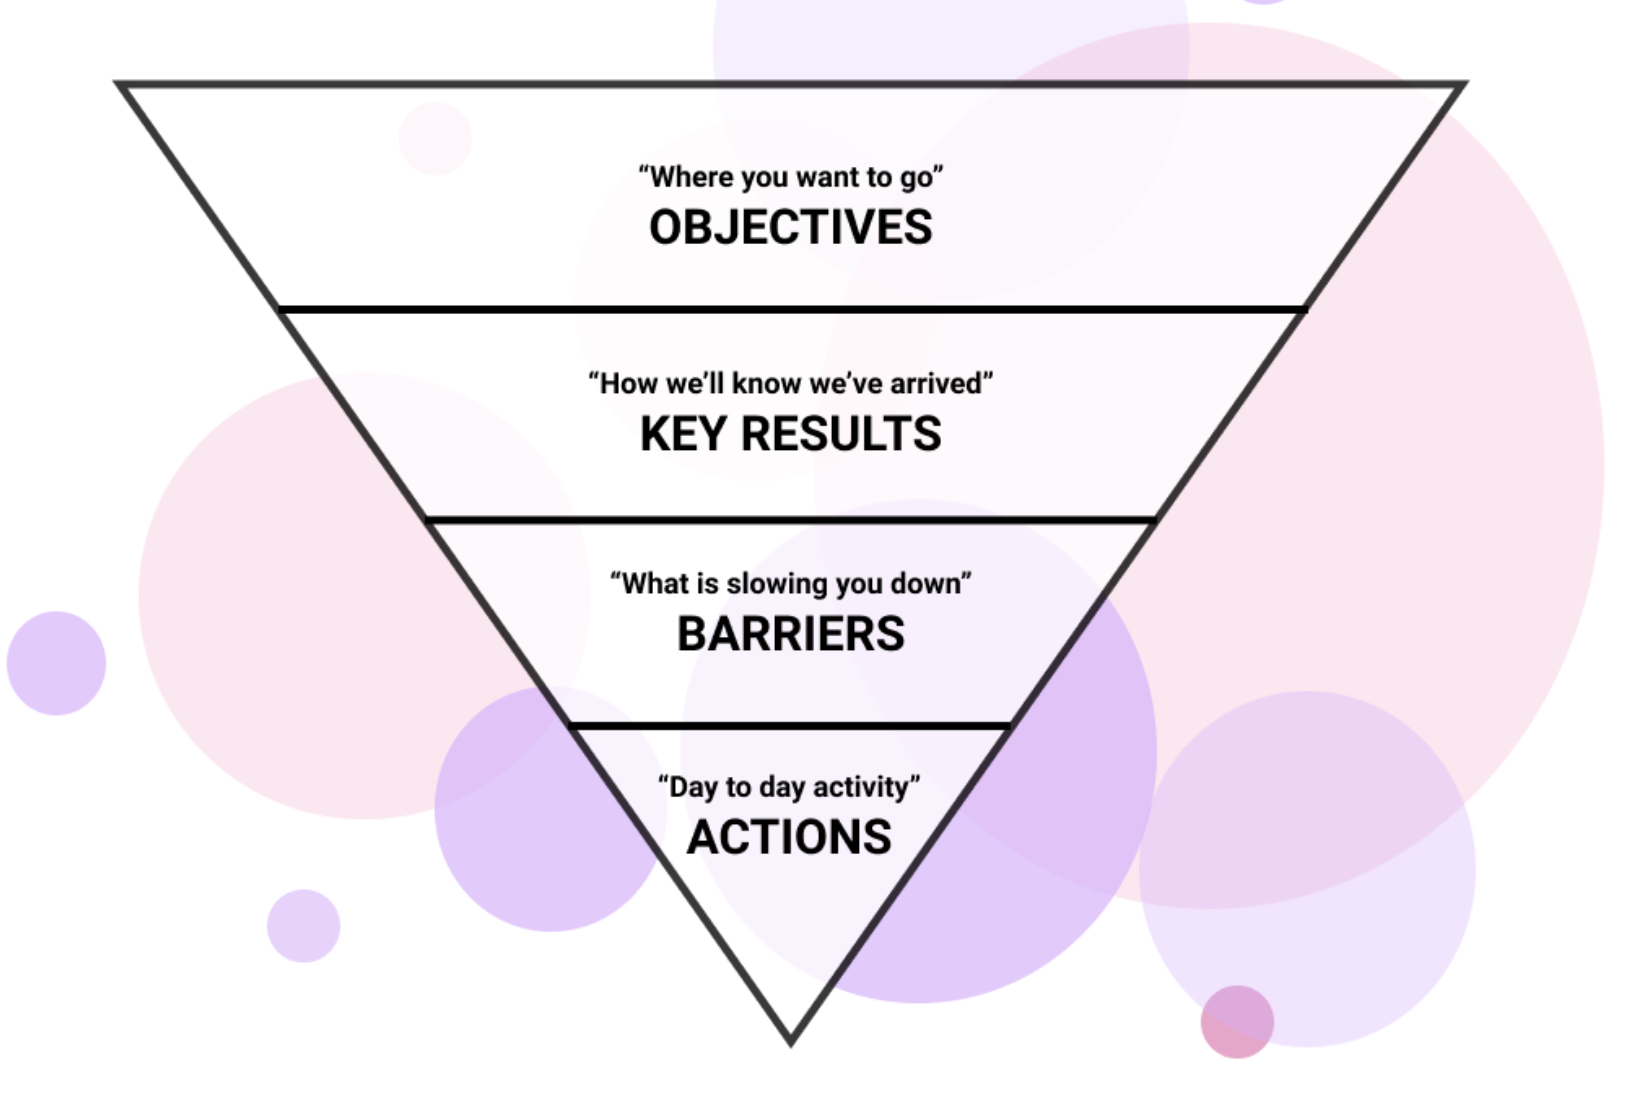 “Where you want to go”
OBJECTIVES
“How we’ll know we’ve arrived”
KEY RESULTS
“What is slowing you down”
BARRIERS
“Day to day activity”
ACTIONS